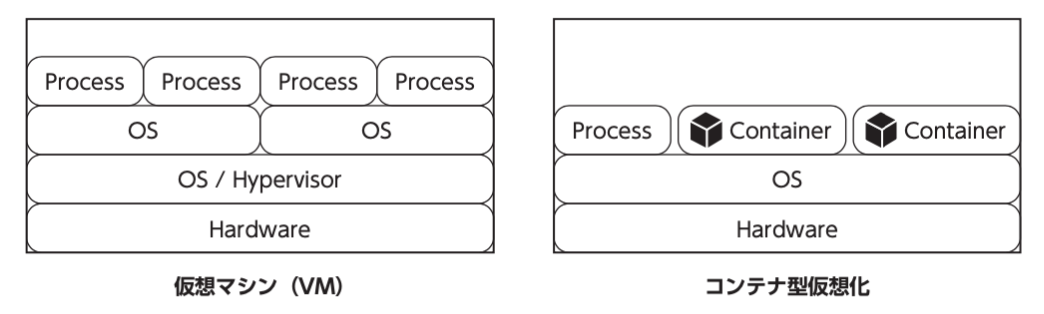 Process Process Process Process
OS OS
OS / Hypervisor
Hardware
仮想マシン（VM）
Process Container Container
OS
Hardware
コンテナ型仮想化